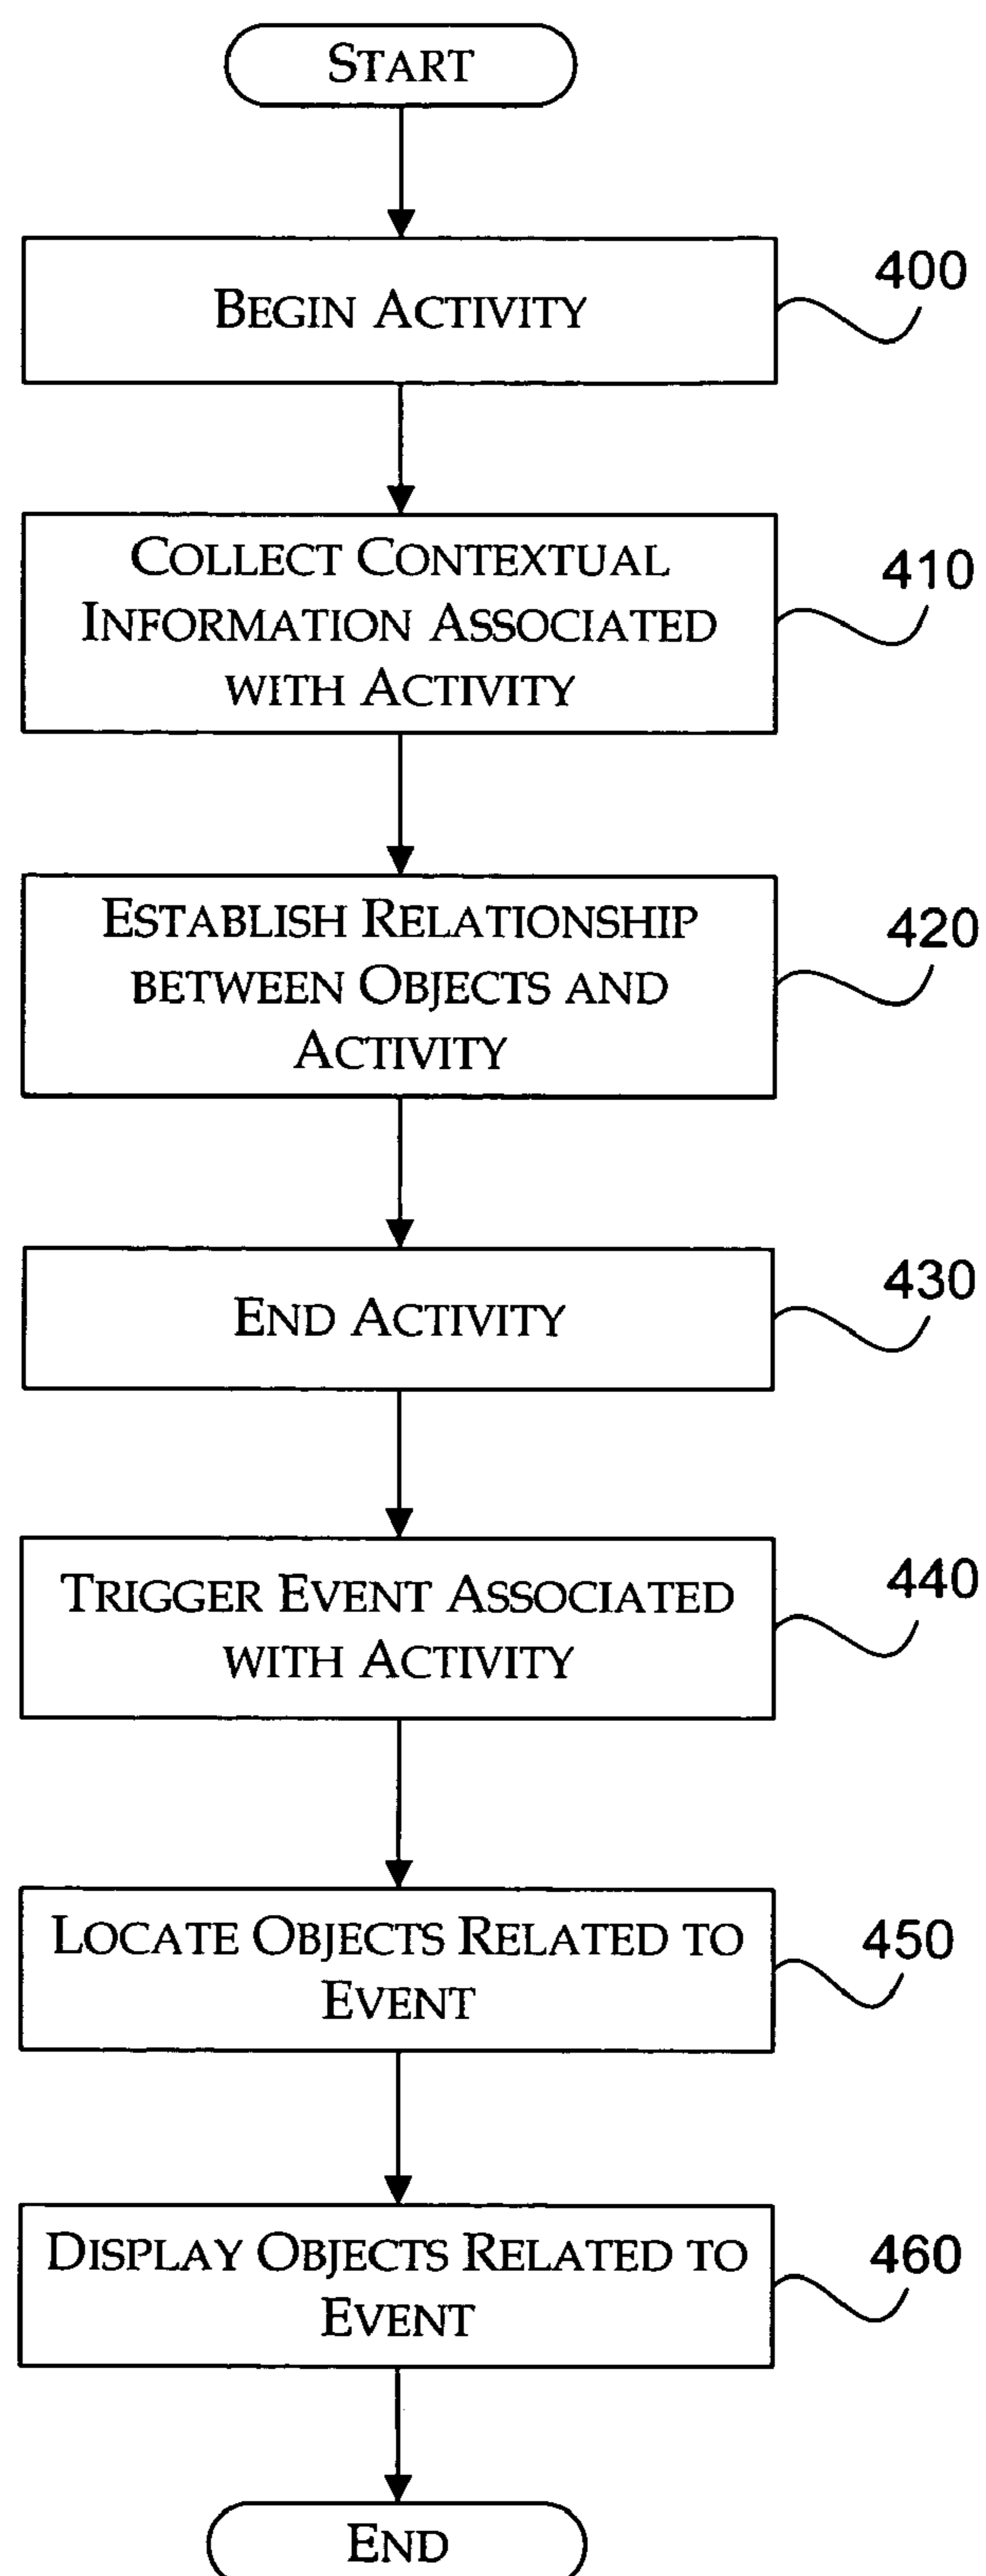 START
BEGIN ACTIVITY
400
COLLECT CONTEXTUAL
INFORMATION ASSOCIATED
WITH ACTIVITY
410
ESTABLISH RELATIONSHIP
BETWEEN OBJECTS AND
ACTIVITY
420
END ACTIVITY
430
TRIGGER EVENT ASSOCIATED
WITH ACTIVITY
440
LOCATE OBJECTS RELATED TO
EVENT
450
DISPLAY OBJECTS RELATED TO
EVENT
460
END